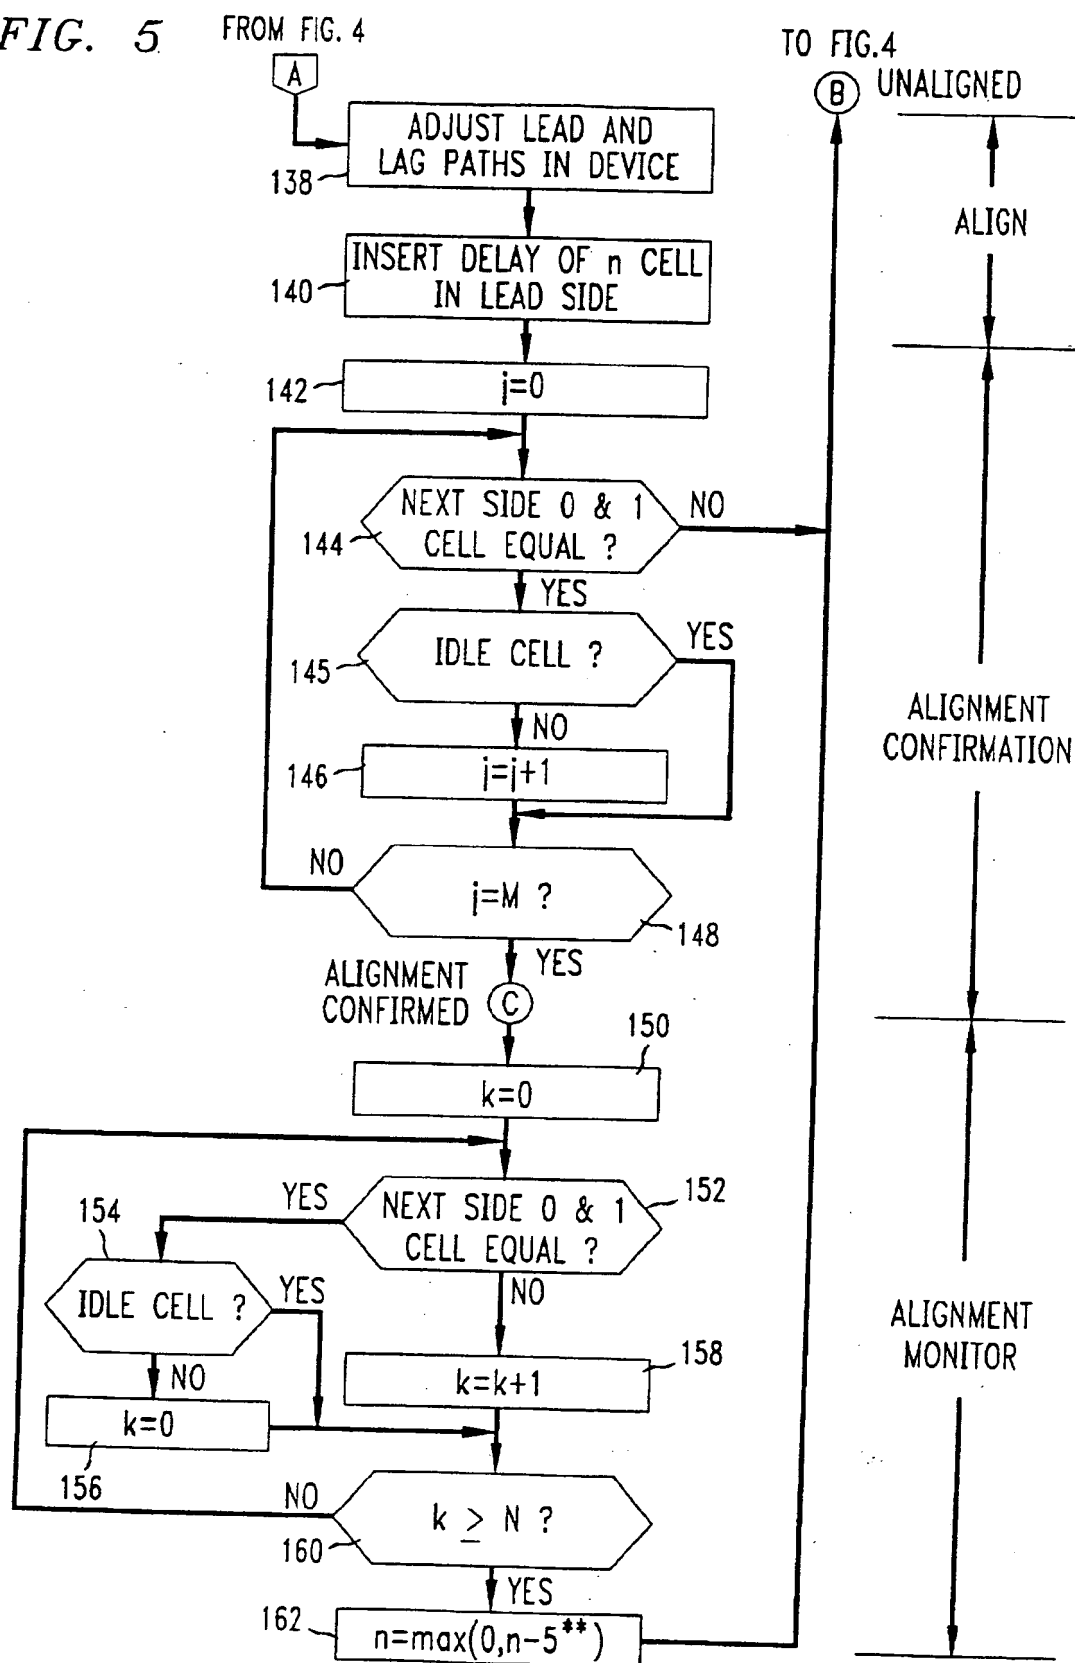 FIG. 5
FROM FIG. 4
A
TO FIG.4
B
UNALIGNED
ADJUST LEAD AND
LAG PATHS IN DEVICE
138
ALIGN
INSERT DELAY OF n CELL
IN LEAD SIDE
140
j=0
142
NEXT SIDE 0 & 1
CELL EQUAL ?
144
NO
YES
IDLE CELL ?
145
YES
NO
j=j+1
146
ALIGNMENT
CONFIRMATION
NO
j=M ?
148
YES
ALIGNMENT
CONFIRMED
C
150
k=0
152
NEXT SIDE 0 & 1
CELL EQUAL ?
YES
154
IDLE CELL ?
YES
NO
NO
158
k=k+1
k=0
156
ALIGNMENT
MONITOR
NO
k ≥ N ?
160
YES
162
n=max(0,n-5**)